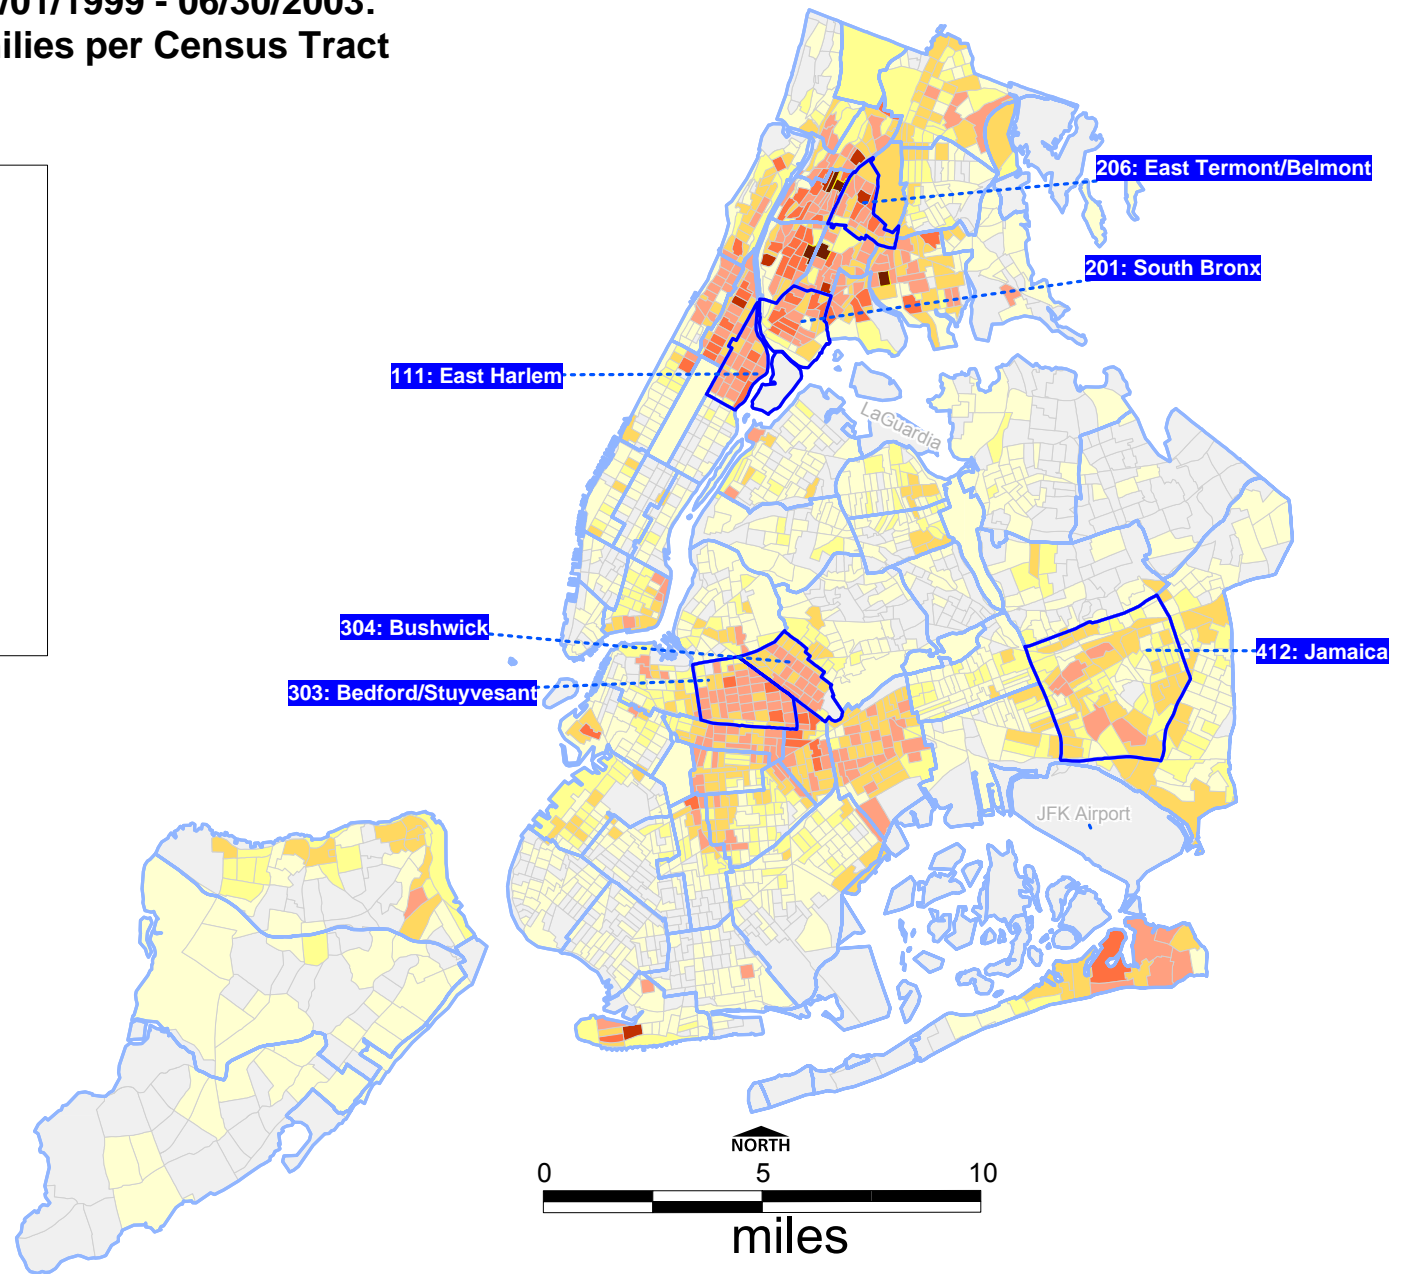 /01/1999 - 06/30/2003:
ilies per Census Tract
206: East Termont/Belmont
201: South Bronx
111: East Harlem
LaGuardia
304: Bushwick
412: Jamaica
303: Bedford/Stuyvesant
JFK Airport
NORTH
0 5 10
miles